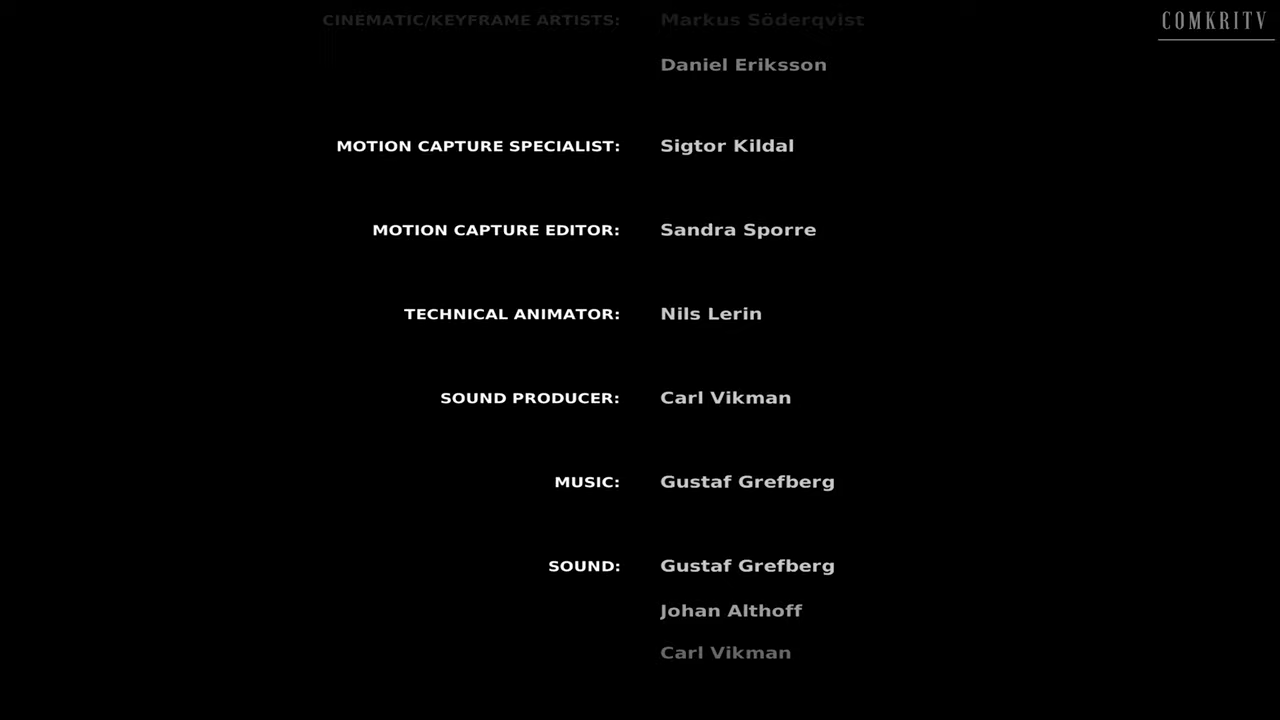 CINEMATIC/KEYFRAME ARTISTS: Markus Söderqvist
COMKRITV
Daniel Eriksson
MOTION CAPTURE SPECIALIST: Sigtor Kildal
MOTION CAPTURE EDITOR: Sandra Sporre
TECHNICAL ANIMATOR: Nils Lerin
SOUND PRODUCER: Carl Vikman
MUSIC: Gustaf Grefberg
SOUND: Gustaf Grefberg
Johan Althoff
Carl Vikman